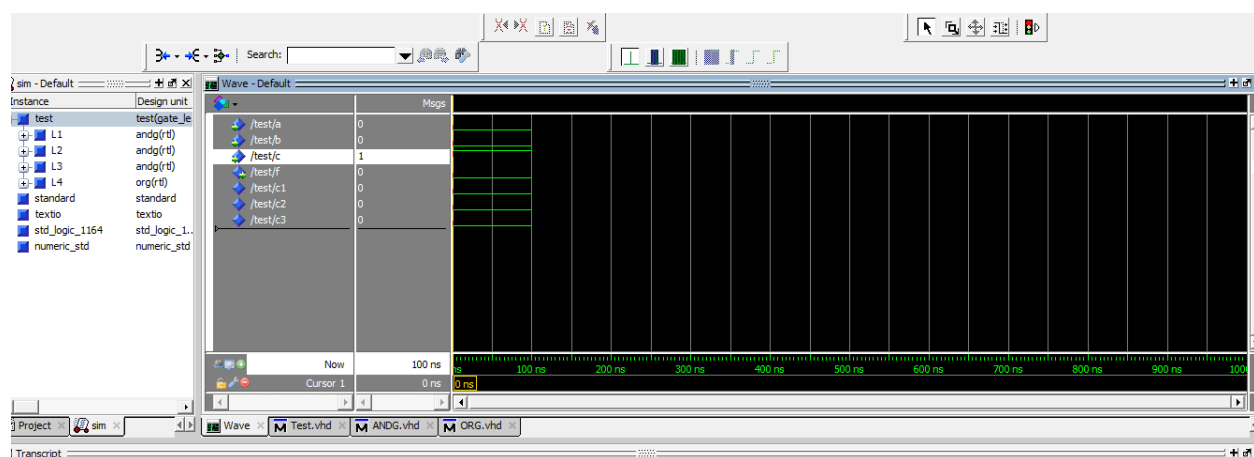 Search:
sim - Default
Wave - Default
Instance Design unit
Msgs
test test(gate_le
L1 andg(rtl)
L2 andg(rtl)
L3 andg(rtl)
L4 org(rtl)
standard standard
textio textio
std_logic_1164 std_logic_1..
numeric_std numeric_std
/test/a 0
/test/b 0
/test/c 1
/test/f 0
/test/c1 0
/test/c2 0
/test/c3 0
Now 100 ns
ns 100 ns 200 ns 300 ns 400 ns 500 ns 600 ns 700 ns 800 ns 900 ns 100
Cursor 1 0 ns 0 ns
Project sim Wave Test.vhd ANDG.vhd ORG.vhd
Transcript